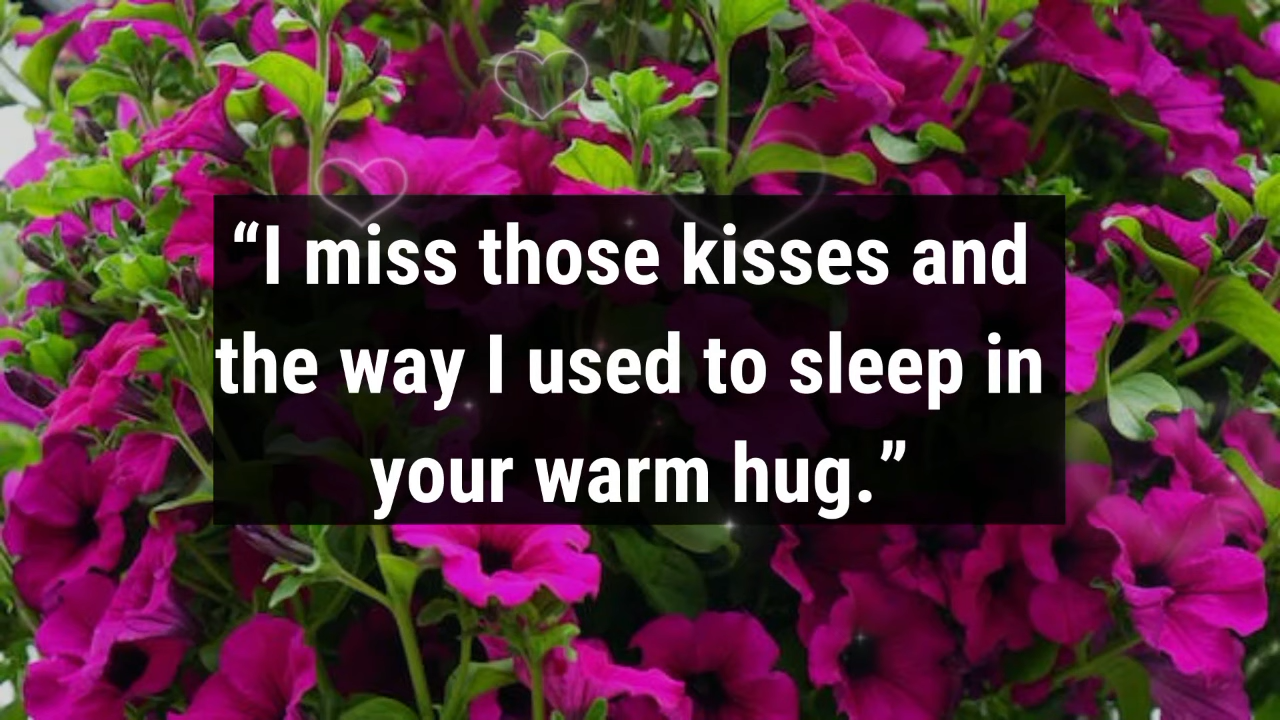 “I miss those kisses and
the way I used to sleep in
your warm hug.”